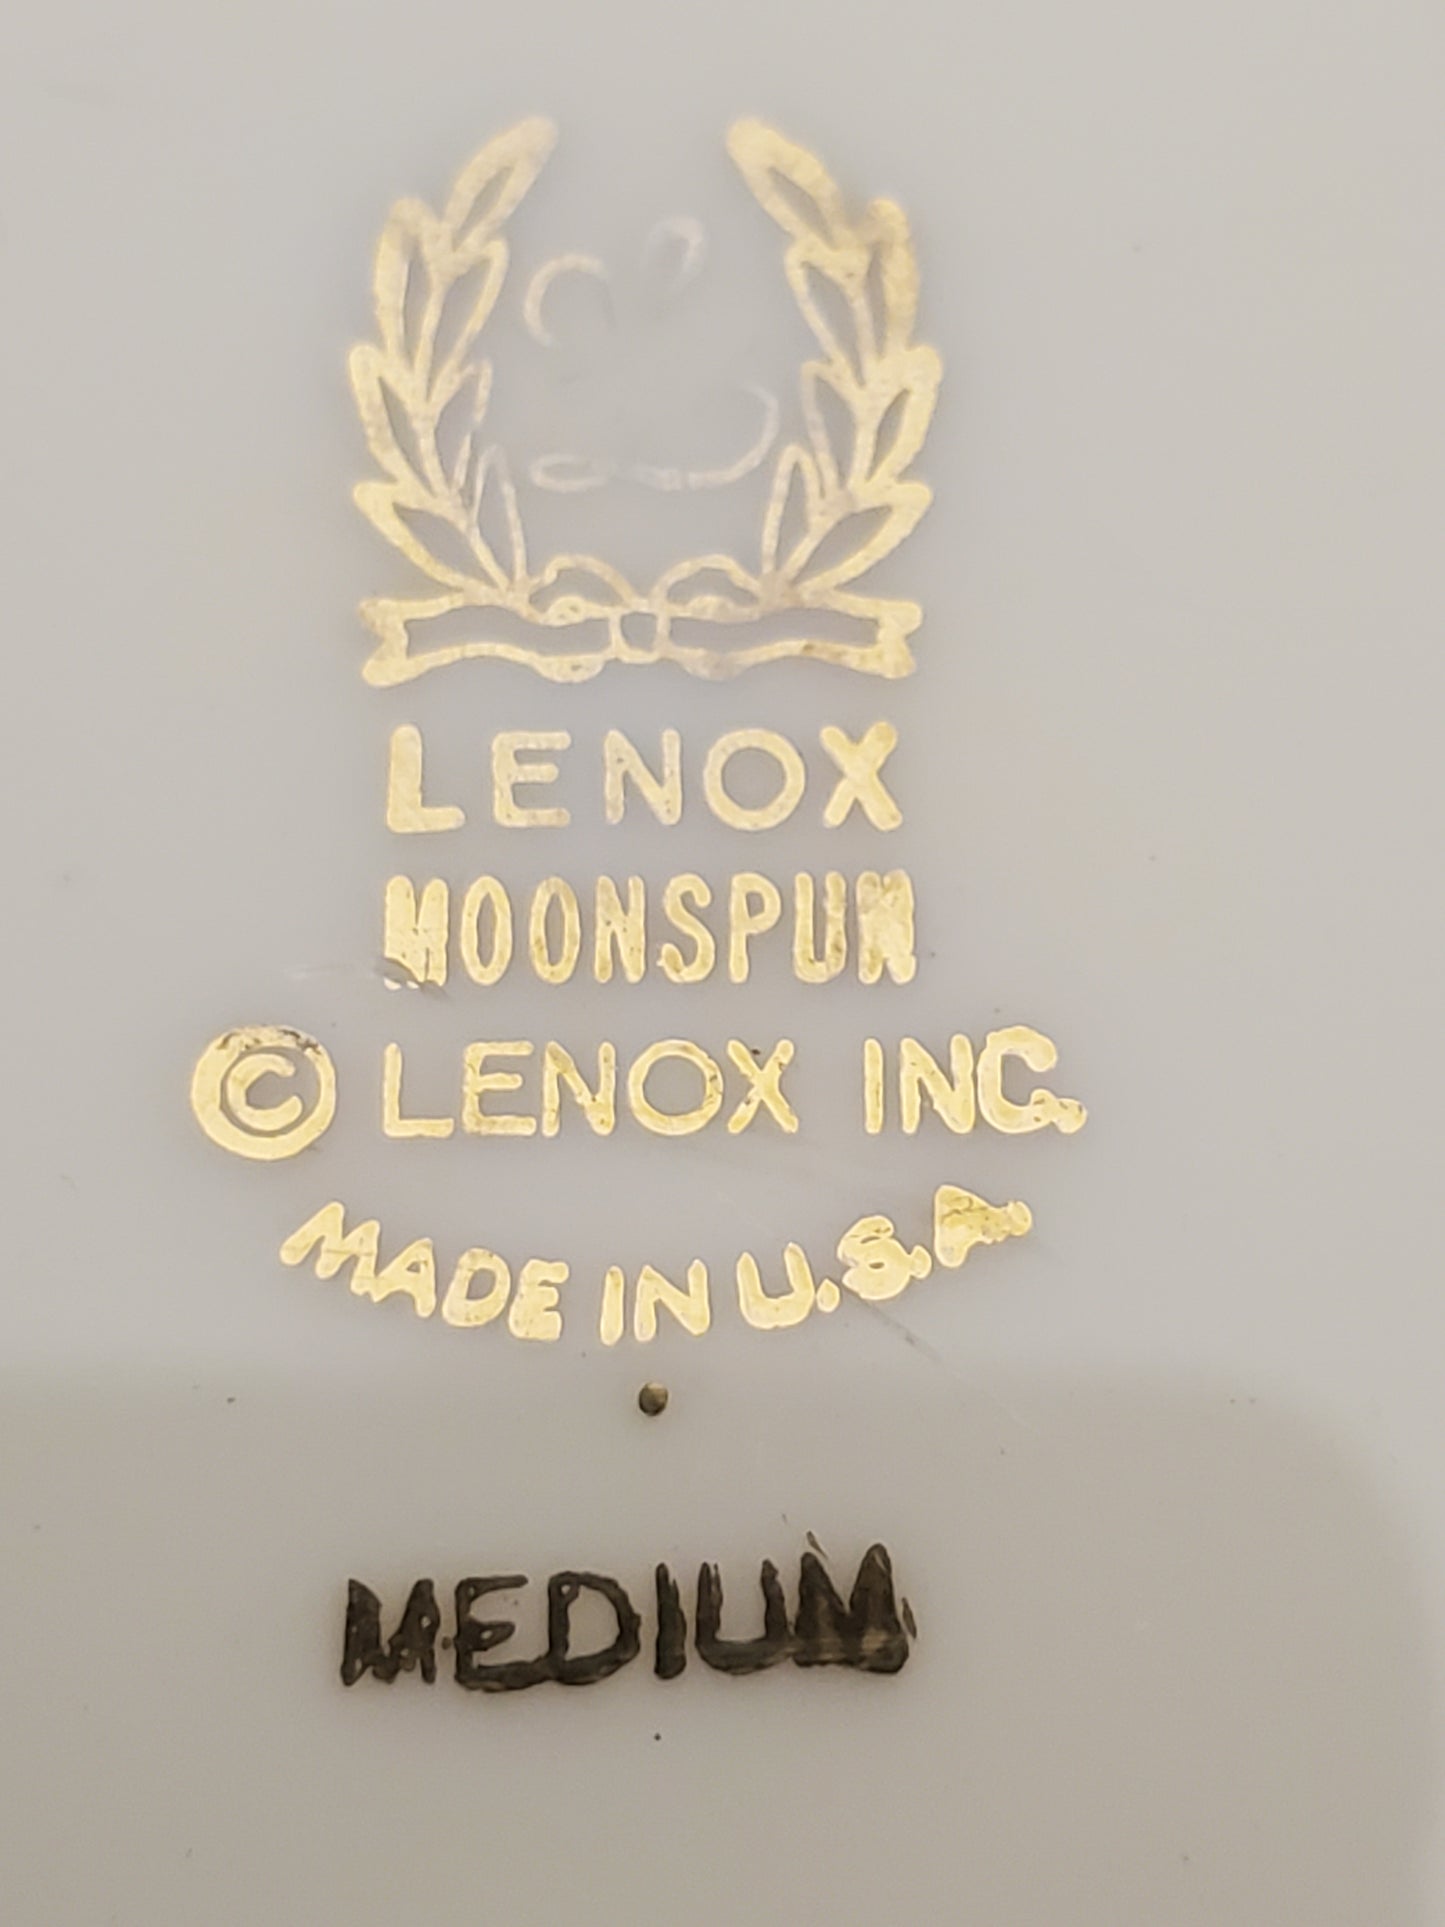 L
LENOX
MOONSPUN
© LENOX INC.
MADE IN U.S.A.
MEDIUM